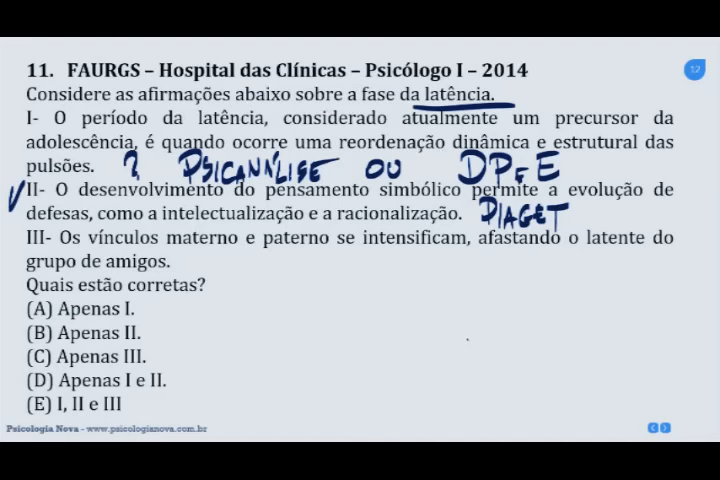 11. FAURGS – Hospital das Clínicas – Psicólogo I – 2014
12
Considere as afirmações abaixo sobre a fase da latência.
I- O período da latência, considerado atualmente um precursor da
adolescência, é quando ocorre uma reordenação dinâmica e estrutural das
pulsões. ? PSICANÁLISE OU DP E
II- O desenvolvimento do pensamento simbólico permite a evolução de
defesas, como a intelectualização e a racionalização. PIAGET
III- Os vínculos materno e paterno se intensificam, afastando o latente do
grupo de amigos.
Quais estão corretas?
(A) Apenas I.
(B) Apenas II.
(C) Apenas III.
(D) Apenas I e II.
(E) I, II e III
Psicologia Nova - www.psicologianova.com.br